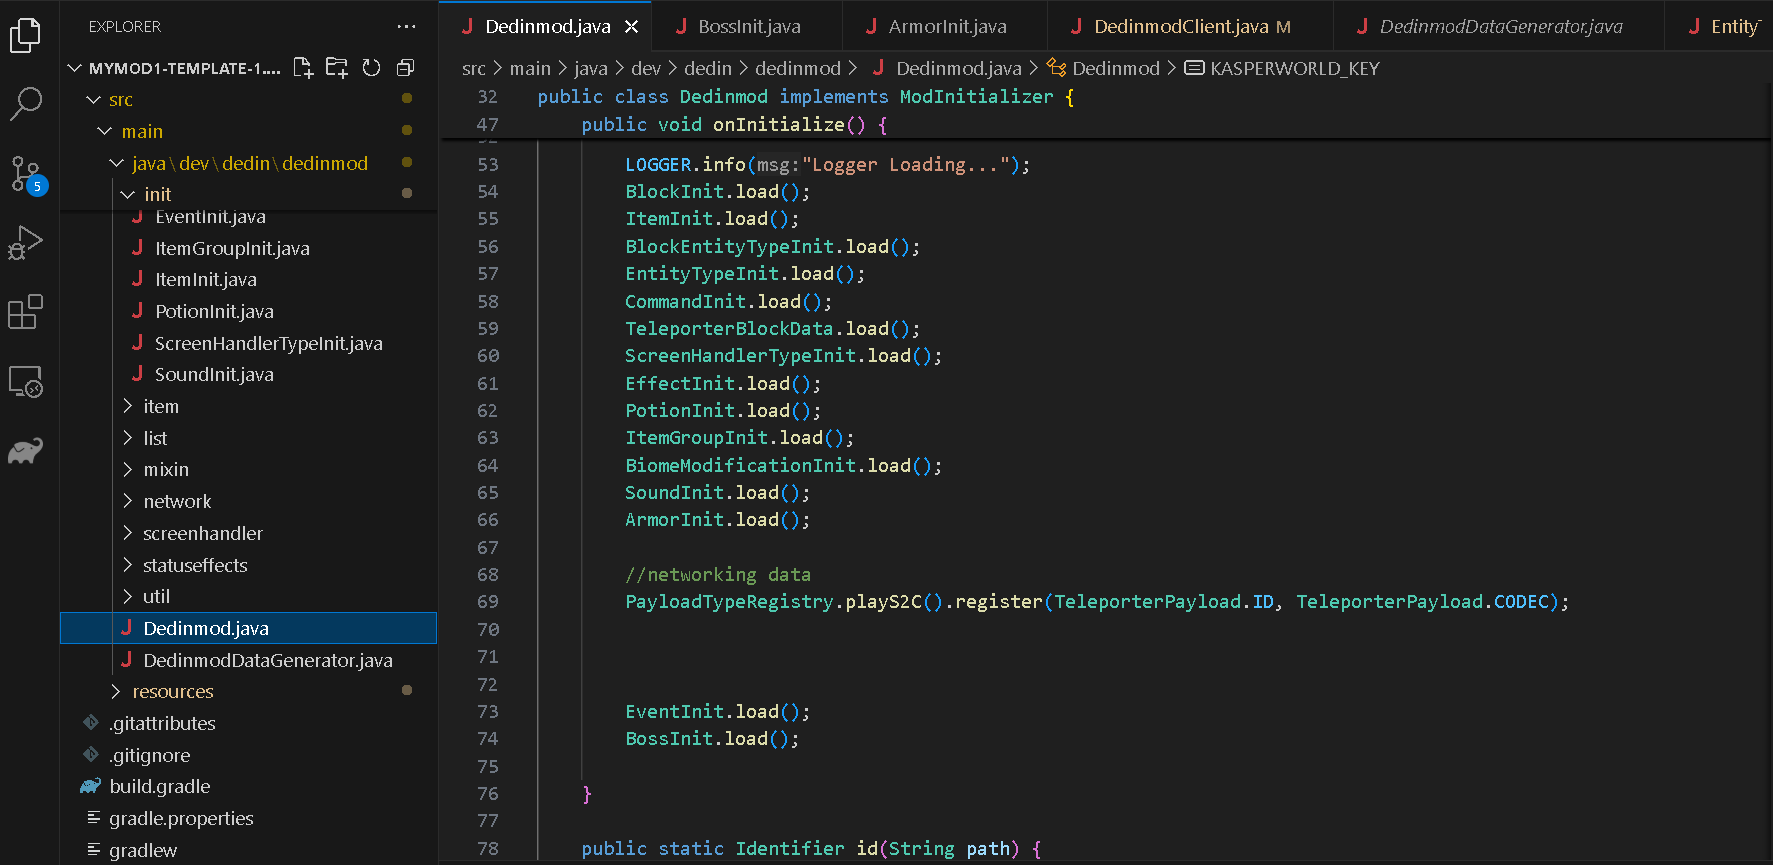 EXPLORER
MYMOD1-TEMPLATE-1....
src
main
java\dev\dedin\dedinmod
init
EventInit.java
ItemGroupInit.java
ItemInit.java
PotionInit.java
ScreenHandlerTypeInit.java
SoundInit.java
item
list
mixin
network
screenhandler
statuseffects
util
Dedinmod.java
DedinmodDataGenerator.java
resources
.gitattributes
.gitignore
build.gradle
gradle.properties
gradlew
5
Dedinmod.java
BossInit.java
ArmorInit.java
DedinmodClient.java M
DedinmodDataGenerator.java
EntityT
src > main > java > dev > dedin > dedinmod > Dedinmod.java > Dedinmod > KASPERWORLD_KEY
32 public class Dedinmod implements ModInitializer {
47 public void onInitialize() {
53 LOGGER.info(msg:"Logger Loading...");
54 BlockInit.load();
55 ItemInit.load();
56 BlockEntityTypeInit.load();
57 EntityTypeInit.load();
58 CommandInit.load();
59 TeleporterBlockData.load();
60 ScreenHandlerTypeInit.load();
61 EffectInit.load();
62 PotionInit.load();
63 ItemGroupInit.load();
64 BiomeModificationInit.load();
65 SoundInit.load();
66 ArmorInit.load();
67
68 //networking data
69 PayloadTypeRegistry.playS2C().register(TeleporterPayload.ID, TeleporterPayload.CODEC);
70
71
72
73 EventInit.load();
74 BossInit.load();
75
76 }
77
78 public static Identifier id(String path) {